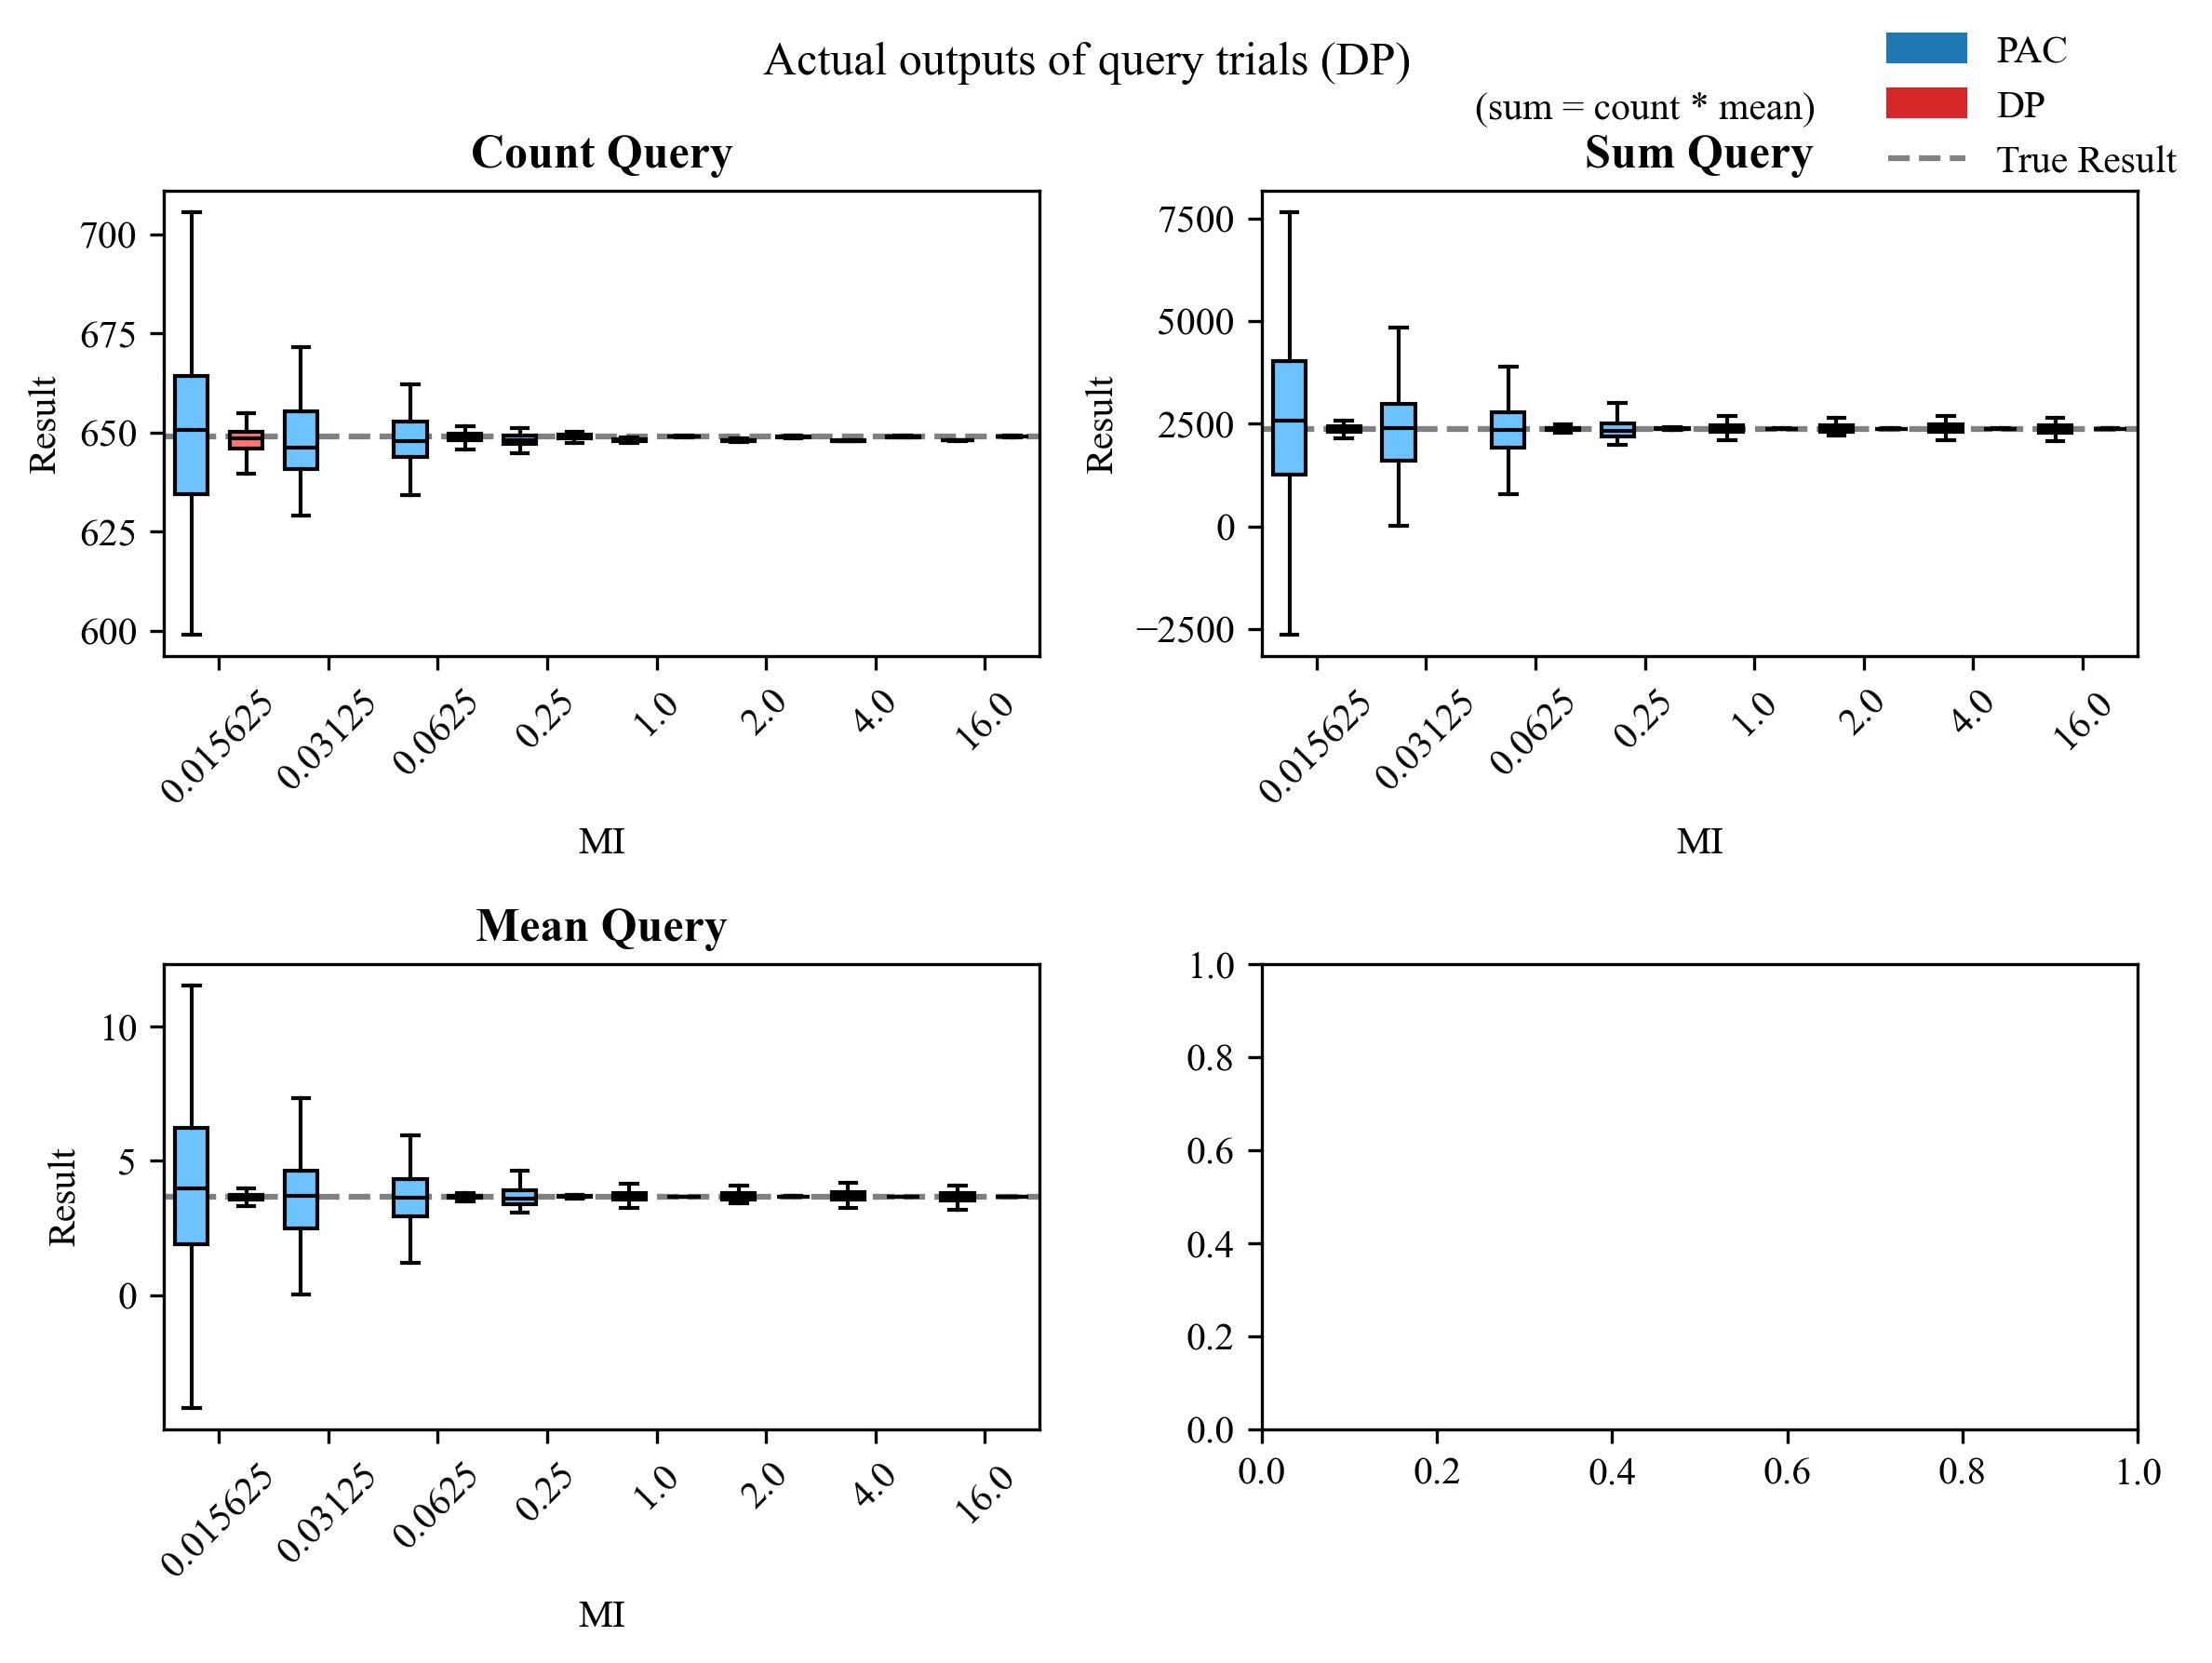 Actual outputs of query trials (DP)
PAC
DP
True Result
Count Query
700
675
650
625
600
Result
0.015625
0.03125
0.0625
0.25
1.0
2.0
4.0
16.0
MI
(sum = count * mean)
Sum Query
7500
5000
2500
0
−2500
Result
0.015625
0.03125
0.0625
0.25
1.0
2.0
4.0
16.0
MI
Mean Query
10
5
0
Result
0.015625
0.03125
0.0625
0.25
1.0
2.0
4.0
16.0
MI
1.0
0.8
0.6
0.4
0.2
0.0
0.0 0.2 0.4 0.6 0.8 1.0